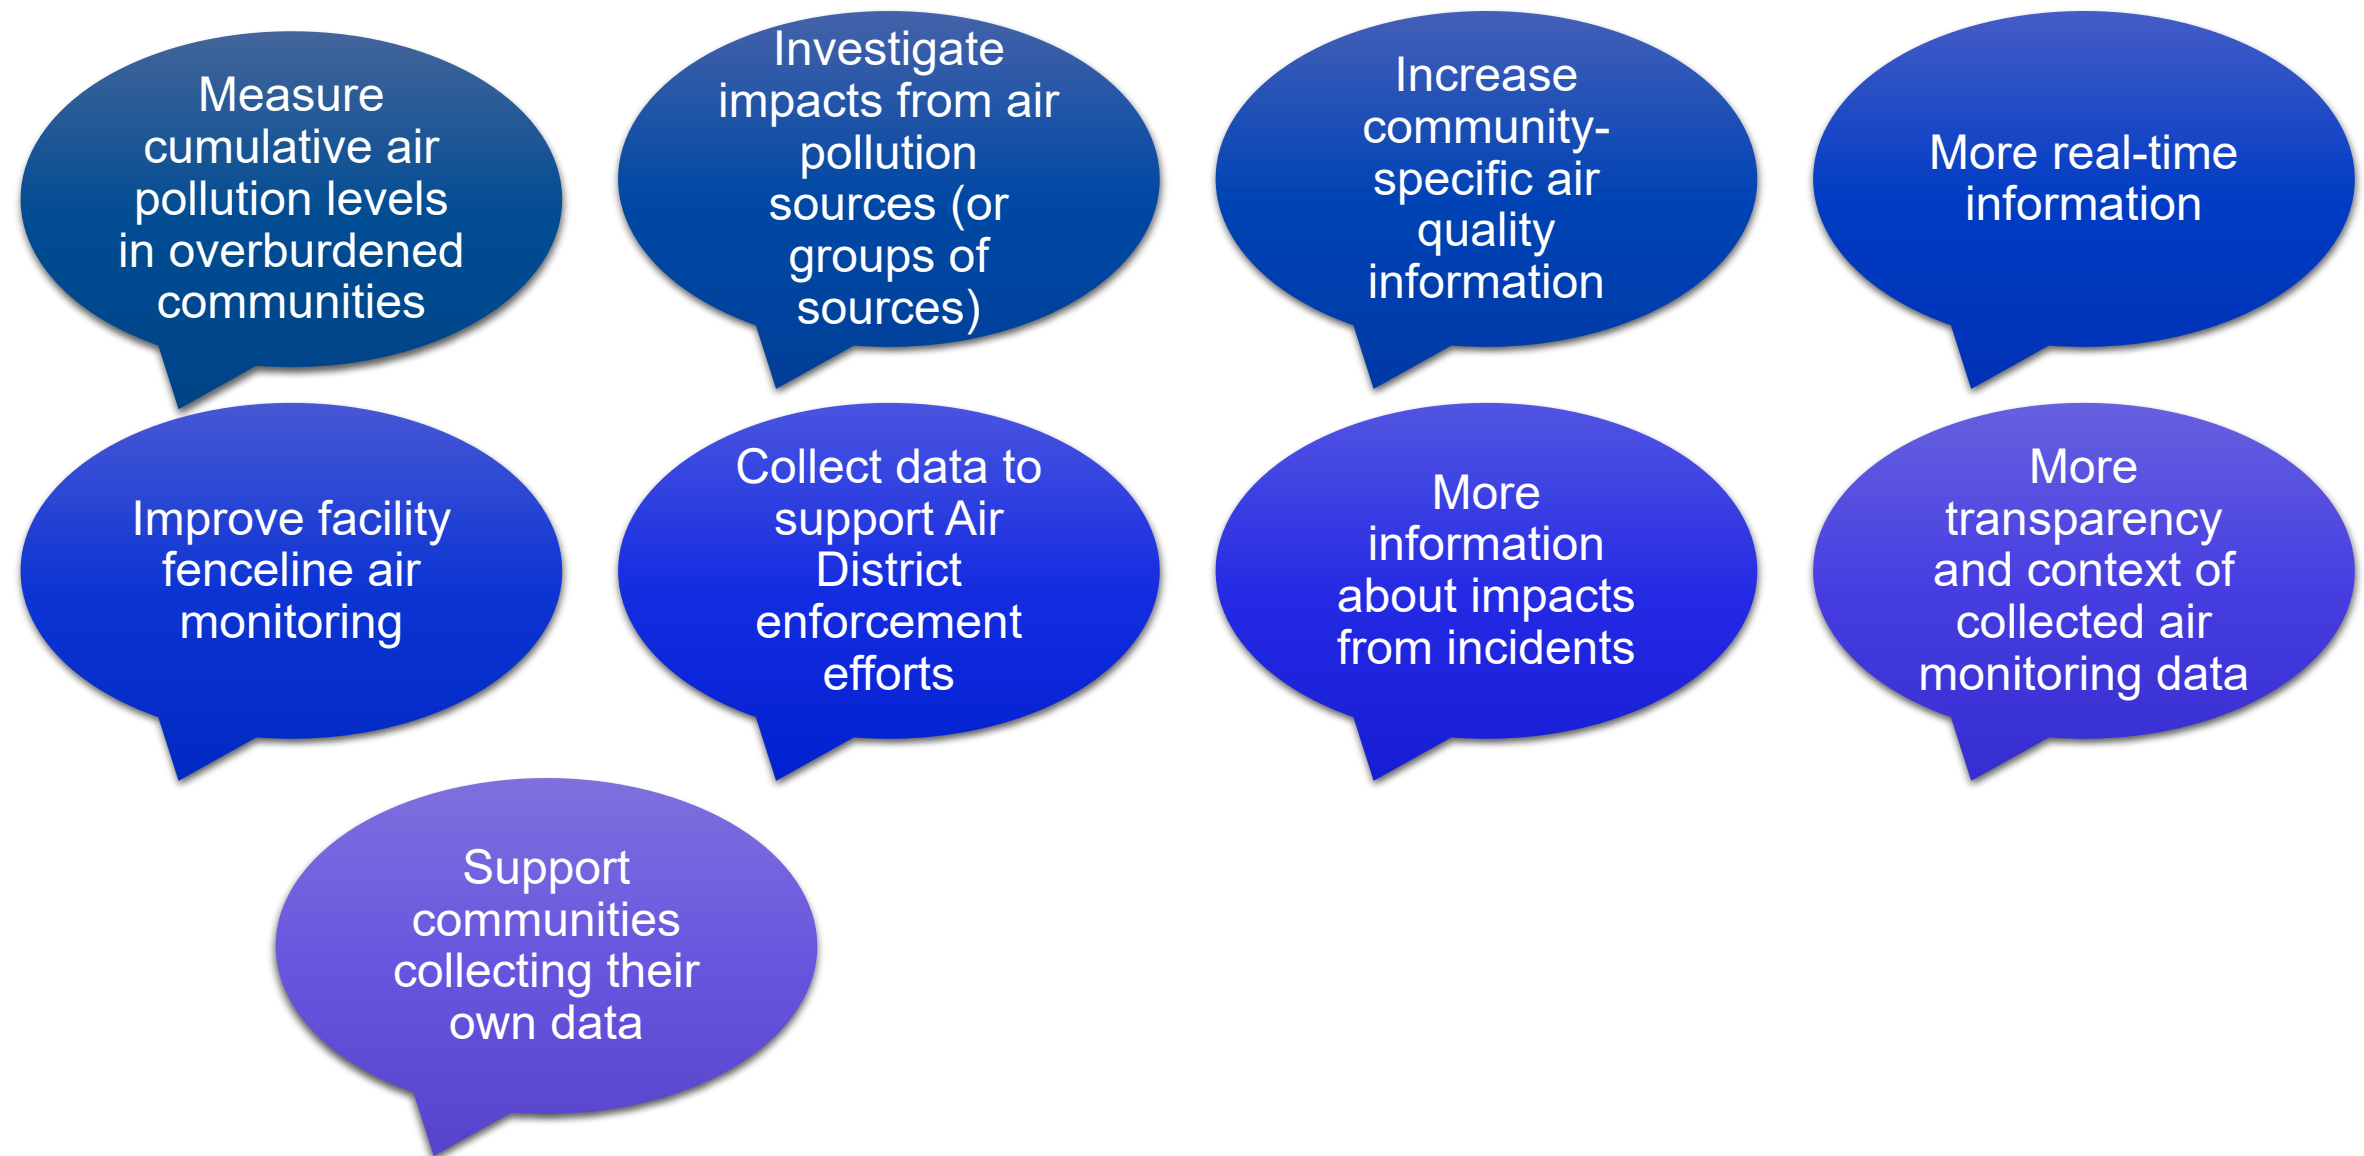 Measure
cumulative air
pollution levels
in overburdened
communities
Investigate
impacts from air
pollution
sources (or
groups of
sources)
Increase
community-
specific air
quality
information
More real-time
information
Improve facility
fenceline air
monitoring
Collect data to
support Air
District
enforcement
efforts
More
information
about impacts
from incidents
More
transparency
and context of
collected air
monitoring data
Support
communities
collecting their
own data